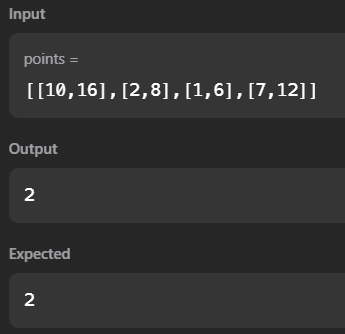 Input
points =
[[10,16],[2,8],[1,6],[7,12]]
Output
2
Expected
2